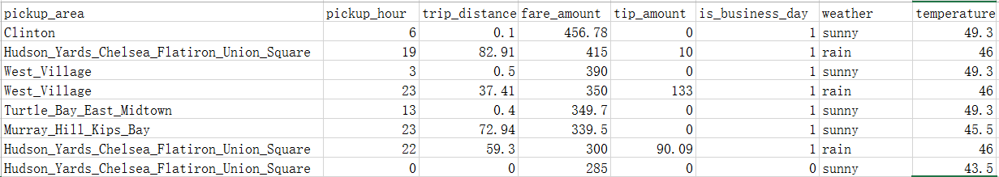 pickup_area pickup_hour trip_distance fare_amount tip_amount is_business_day weather temperature
Clinton 6 0.1 456.78 0 1 sunny 49.3
Hudson_Yards_Chelsea_Flatiron_Union_Square 19 82.91 415 10 1 rain 46
West_Village 3 0.5 390 0 1 sunny 49.3
West_Village 23 37.41 350 133 1 rain 46
Turtle_Bay_East_Midtown 13 0.4 349.7 0 1 sunny 49.3
Murray_Hill_Kips_Bay 23 72.94 339.5 0 1 sunny 45.5
Hudson_Yards_Chelsea_Flatiron_Union_Square 22 59.3 300 90.09 1 rain 46
Hudson_Yards_Chelsea_Flatiron_Union_Square 0 0 285 0 0 sunny 43.5